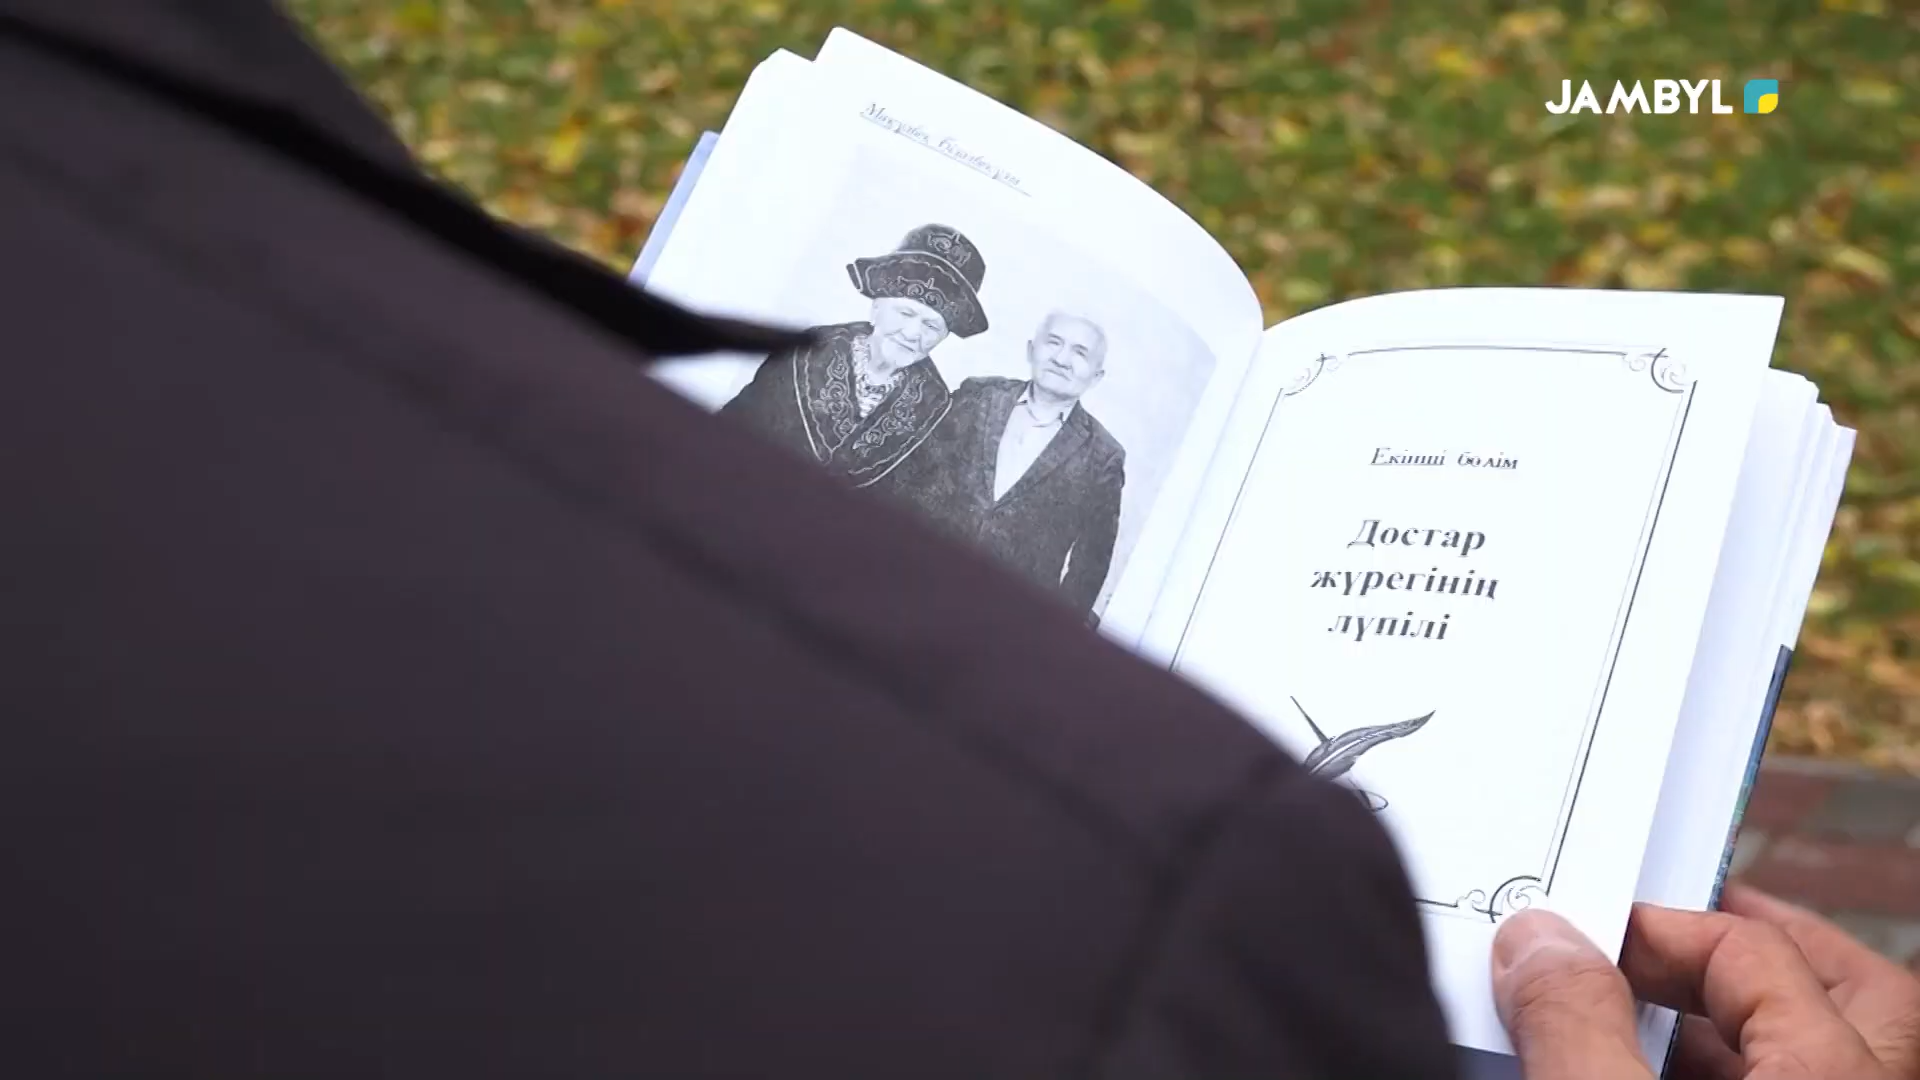 JAMBYL
Екінші бөлім
Достар
жүрегінің
лүпілі